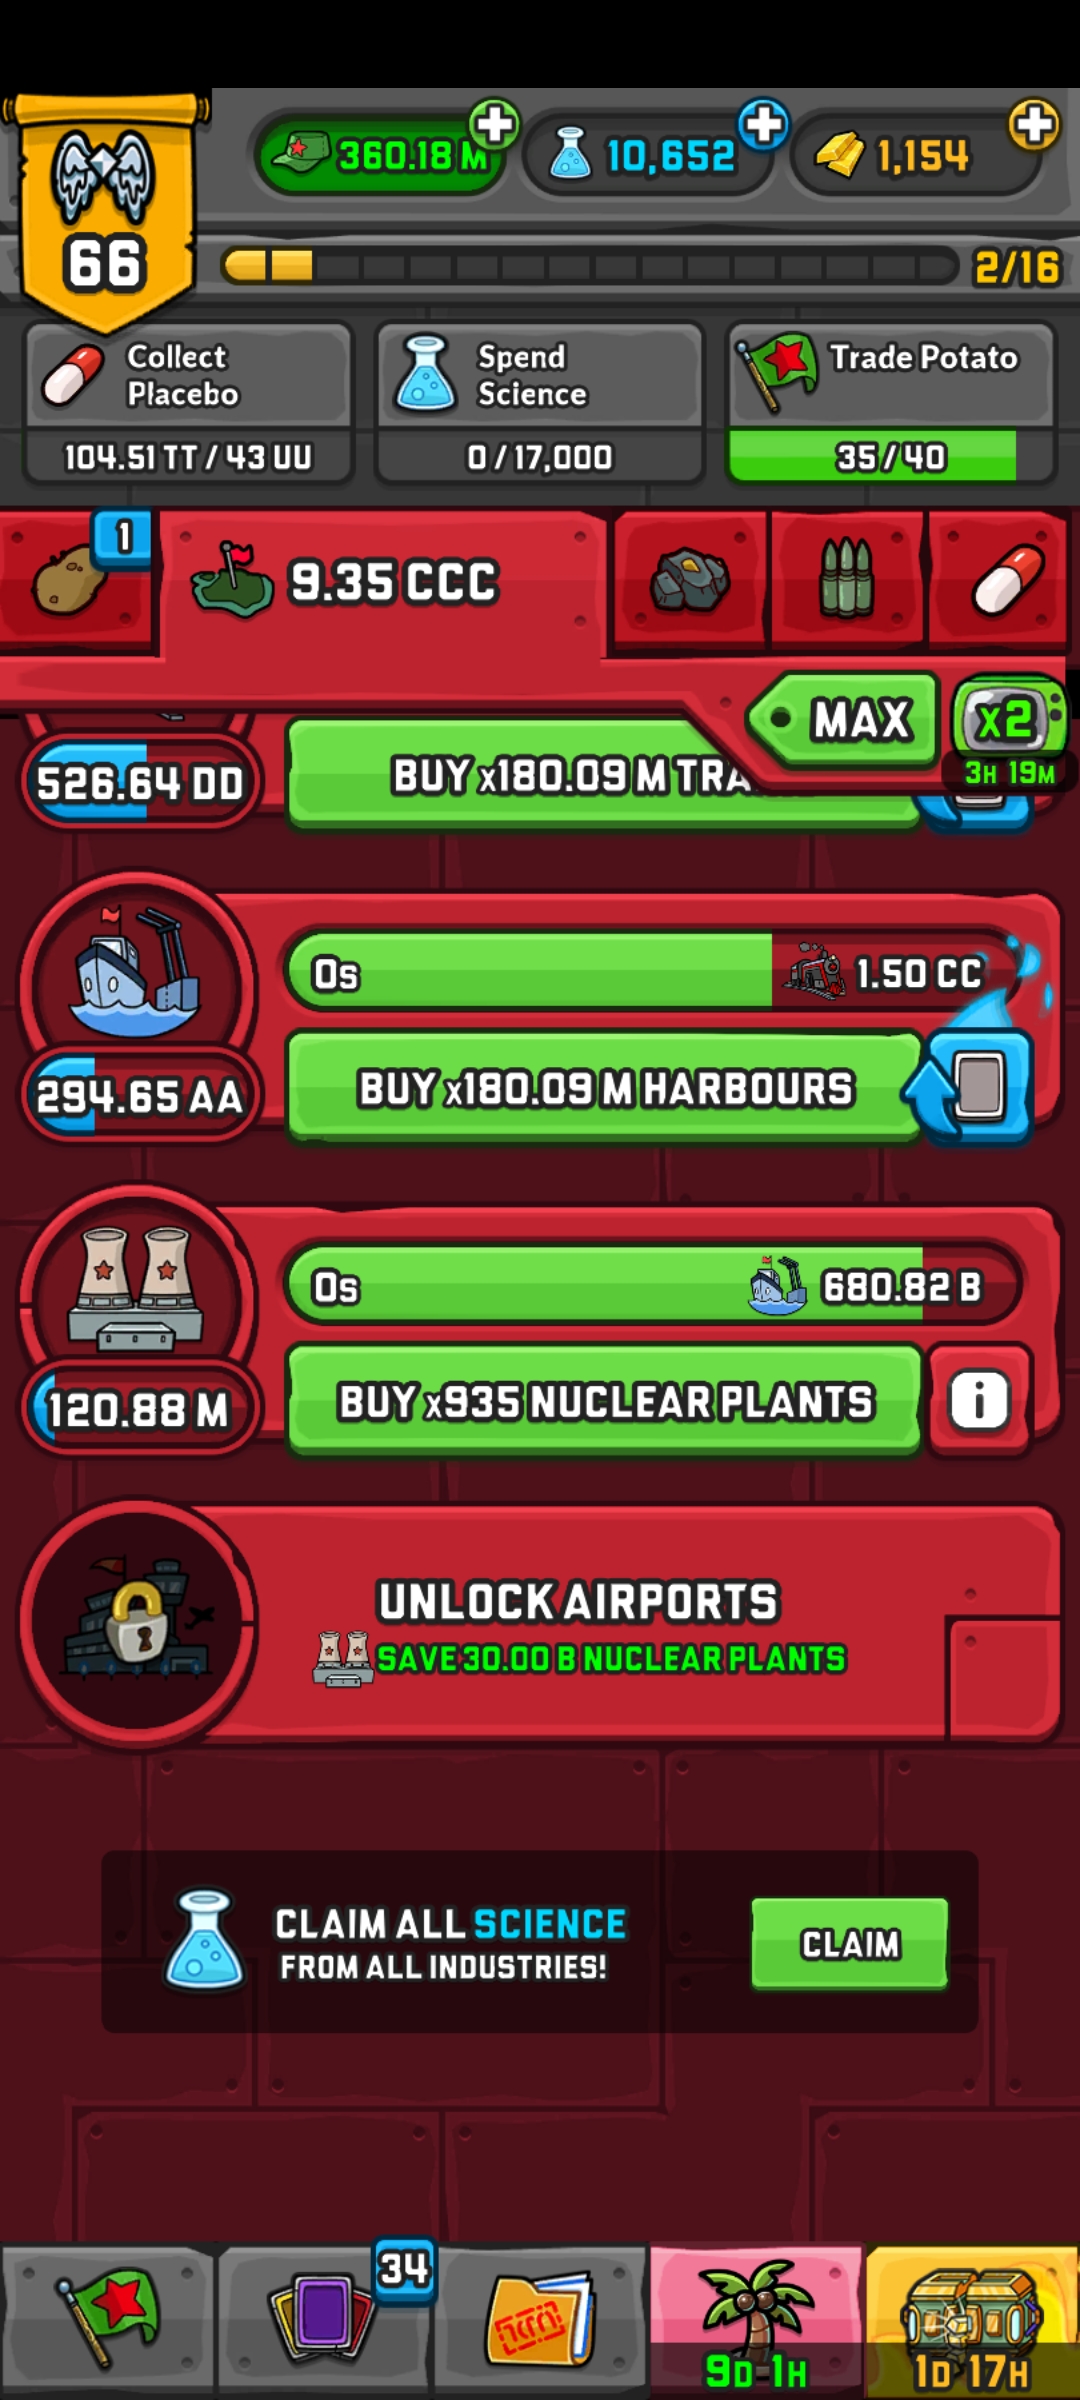 360.18 M
10,652
1,154
66
2/16
Collect
Placebo
104.51 TT / 43 UU
Spend
Science
0 / 17,000
Trade Potato
35 / 40
1
9.35 CCC
MAX
x2
3H 19M
526.64 DD
BUY x180.09 M TRA
0s
1.50 CC
294.65 AA
BUY x180.09 M HARBOURS
0s
680.82 B
120.88 M
BUY x935 NUCLEAR PLANTS
i
UNLOCK AIRPORTS
SAVE 30.00 B NUCLEAR PLANTS
CLAIM ALL SCIENCE
FROM ALL INDUSTRIES!
CLAIM
34
9D 1H
1D 17H